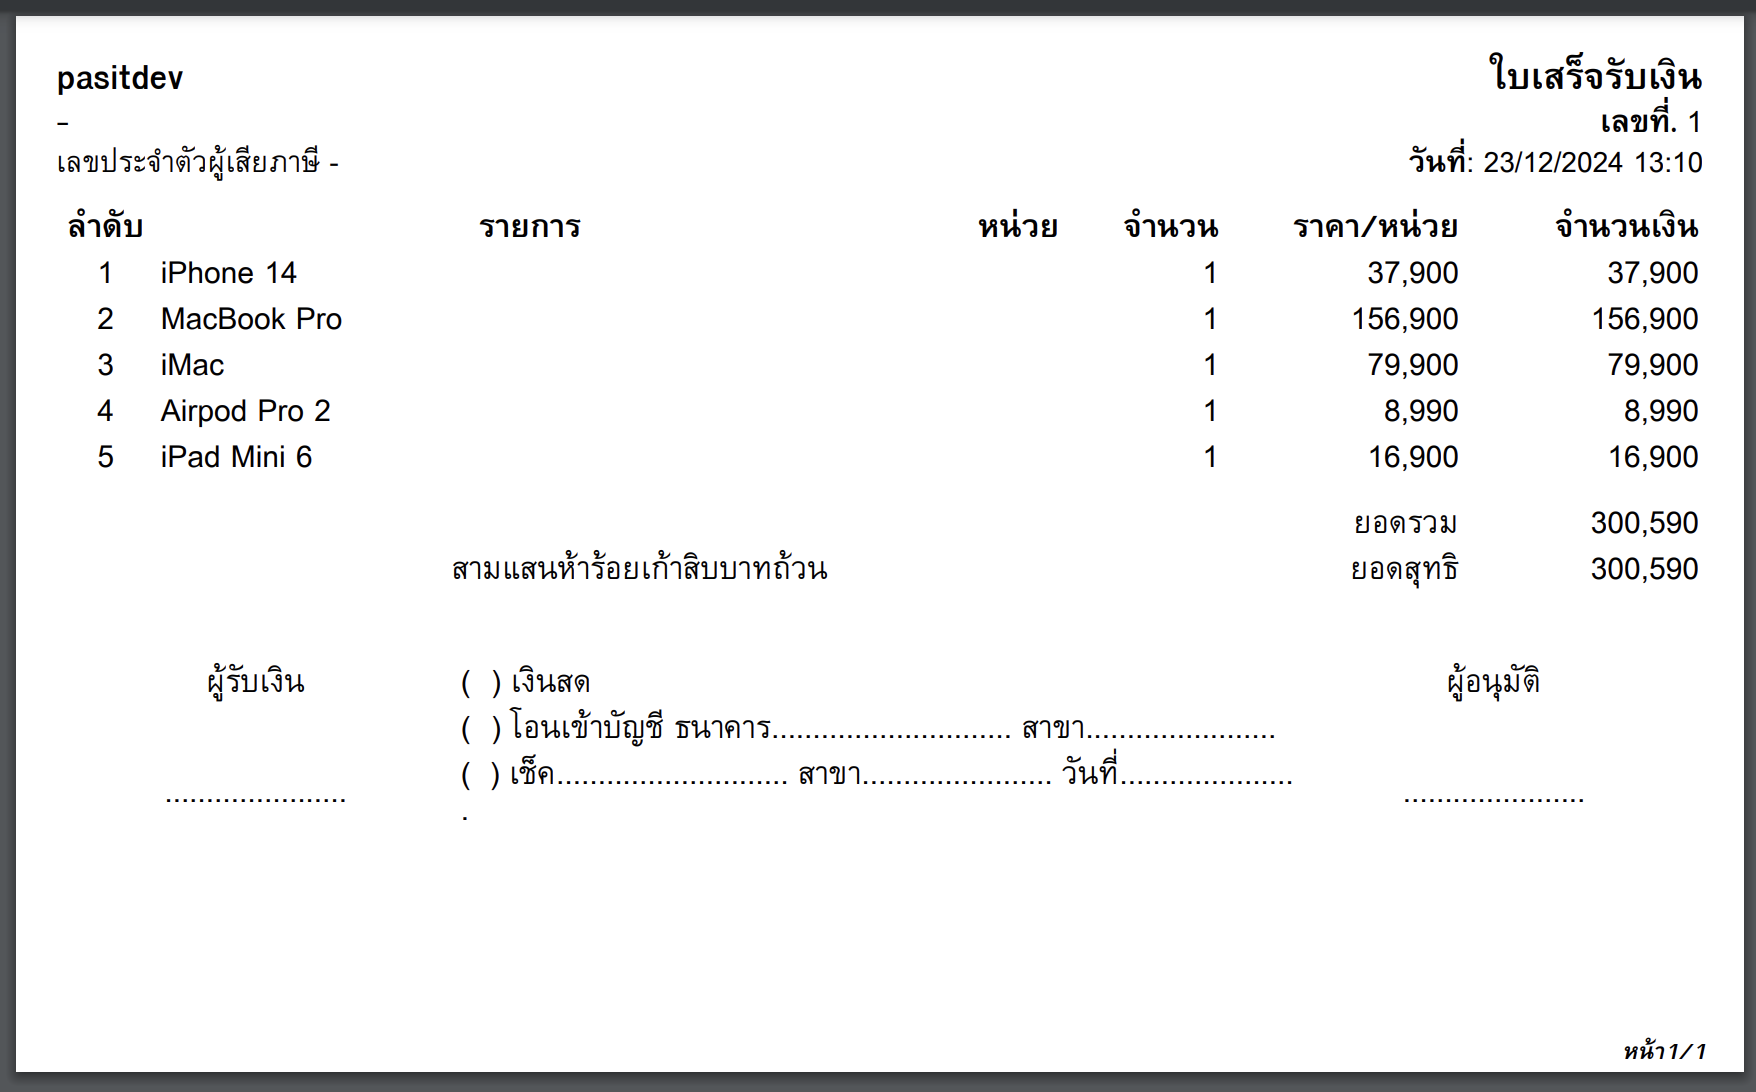 pasitdev ใบเสร็จรับเงิน
- เลขที่. 1
เลขประจำตัวผู้เสียภาษี - วันที่: 23/12/2024 13:10
ลำดับ รายการ หน่วย จำนวน ราคา/หน่วย จำนวนเงิน
1 iPhone 14 1 37,900 37,900
2 MacBook Pro 1 156,900 156,900
3 iMac 1 79,900 79,900
4 Airpod Pro 2 1 8,990 8,990
5 iPad Mini 6 1 16,900 16,900
ยอดรวม 300,590
สามแสนห้าร้อยเก้าสิบบาทถ้วน ยอดสุทธิ 300,590
ผู้รับเงิน ( ) เงินสด ผู้อนุมัติ
( ) โอนเข้าบัญชี ธนาคาร............................. สาขา.......................
( ) เช็ค............................ สาขา....................... วันที่.....................
...................... ......................
.
หน้า 1/1